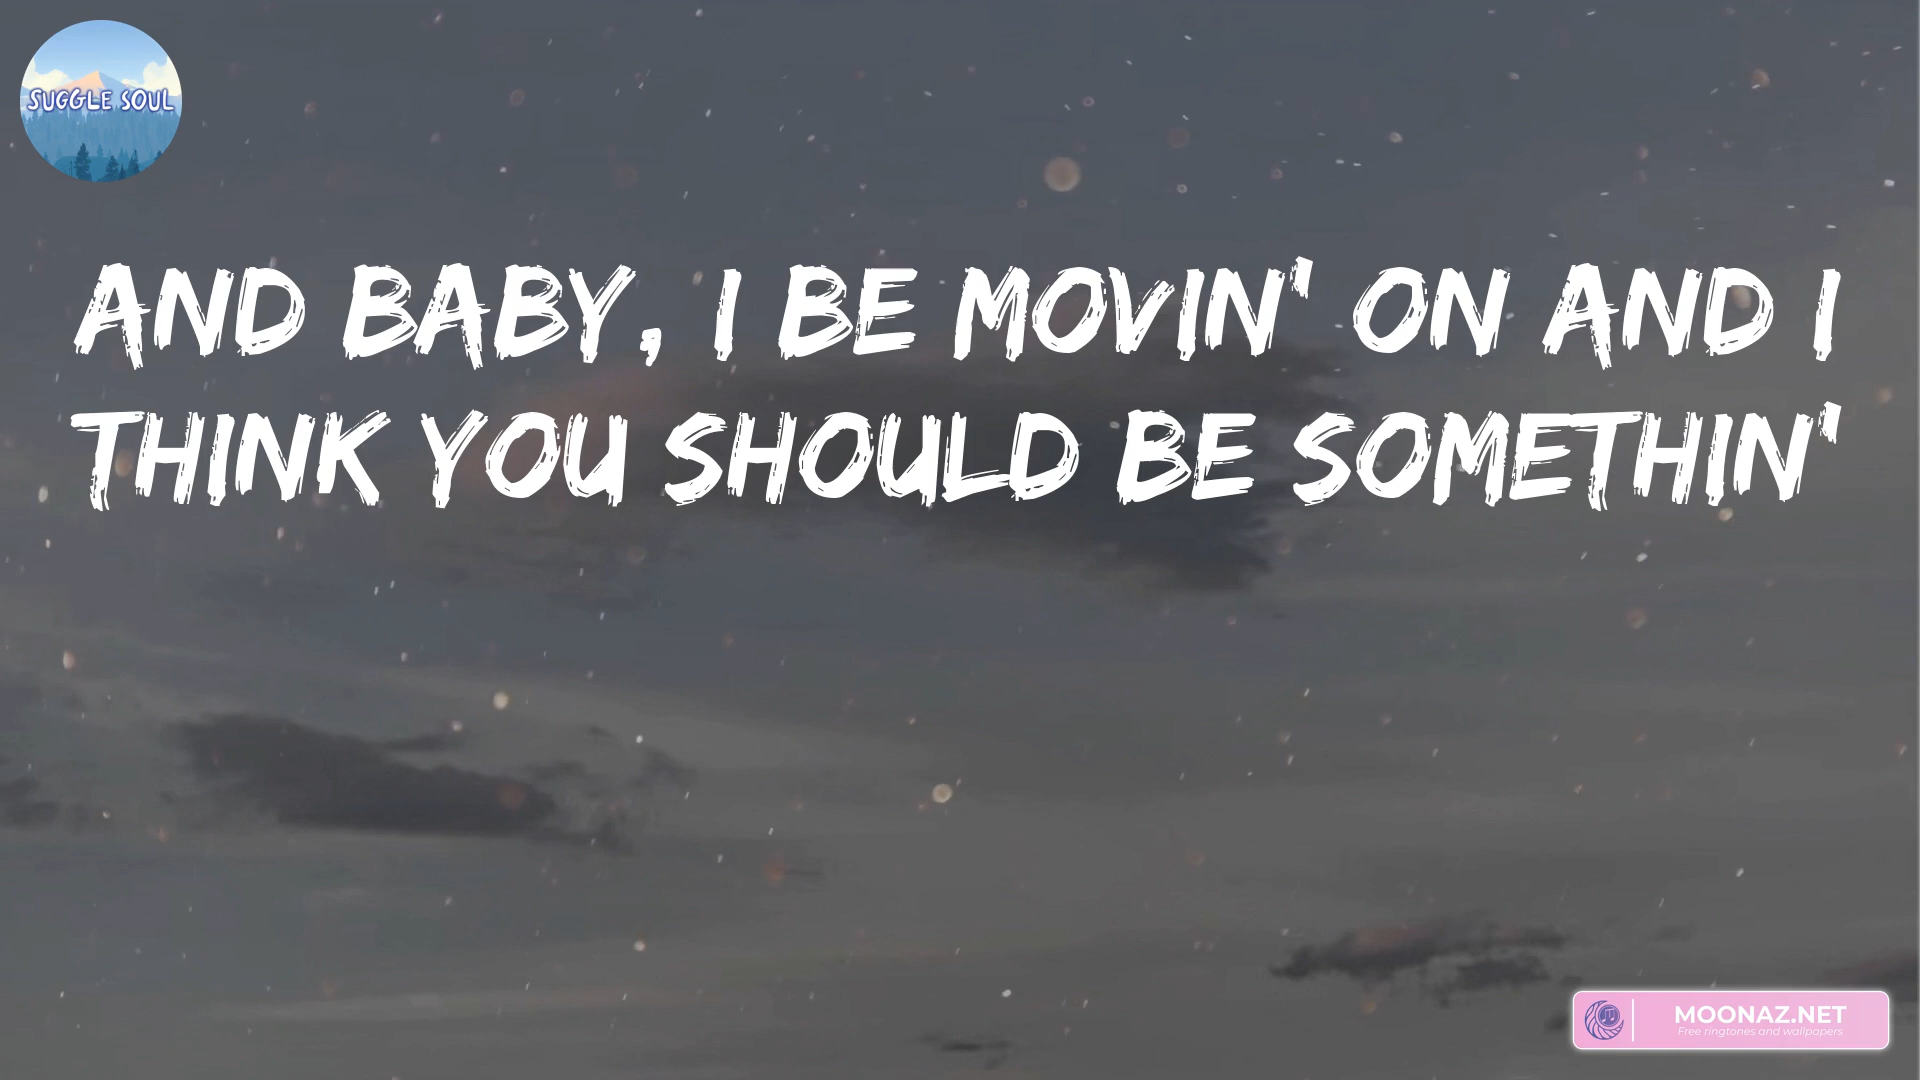 SUGGLE SOUL
AND BABY, I BE MOVIN' ON AND I
THINK YOU SHOULD BE SOMETHIN'
MOONAZ.NET
Free ringtones and wallpapers